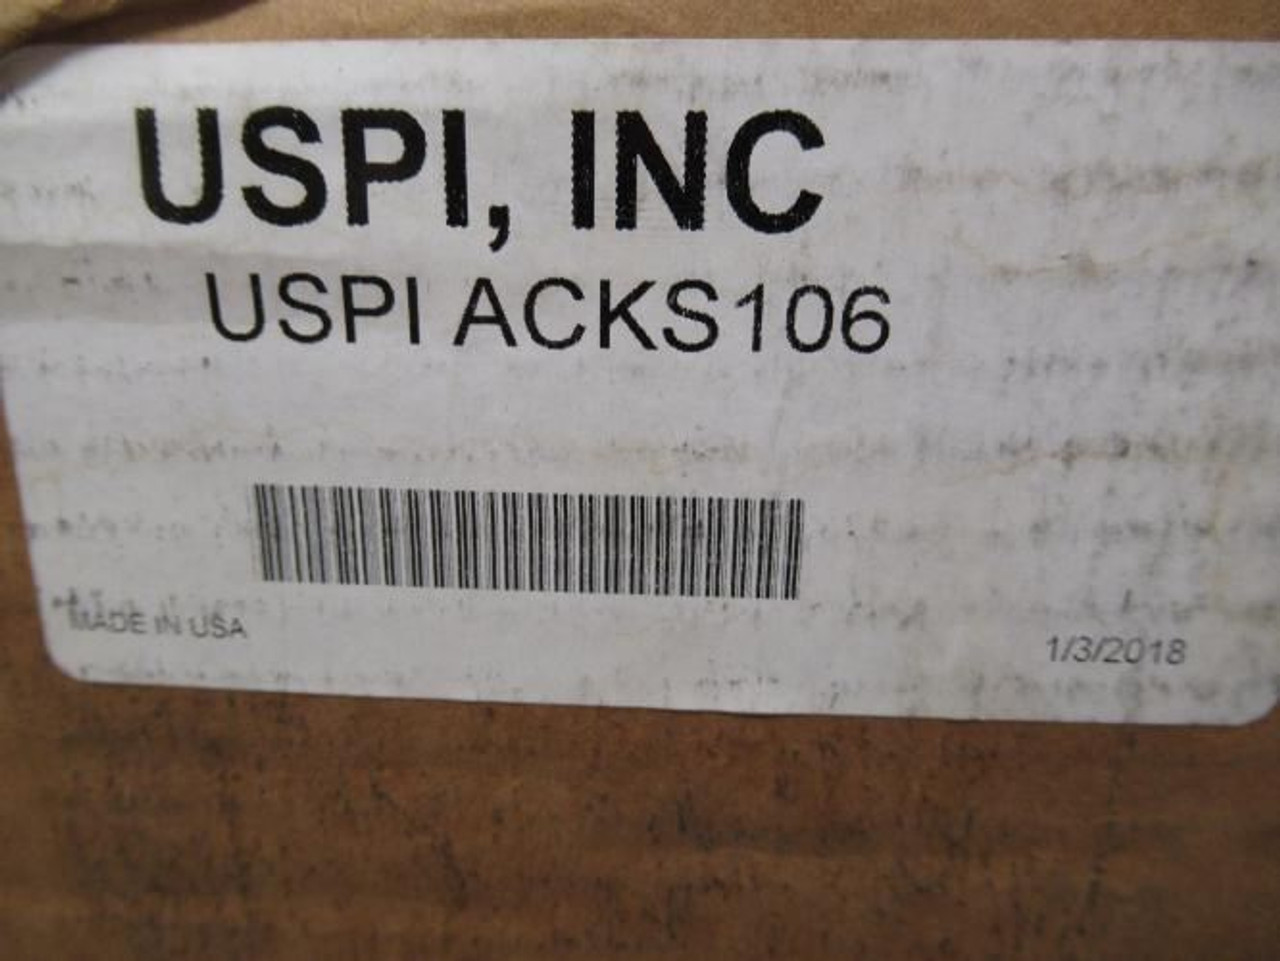 USPI, INC
USPI ACKS106
MADE IN USA
1/3/2018